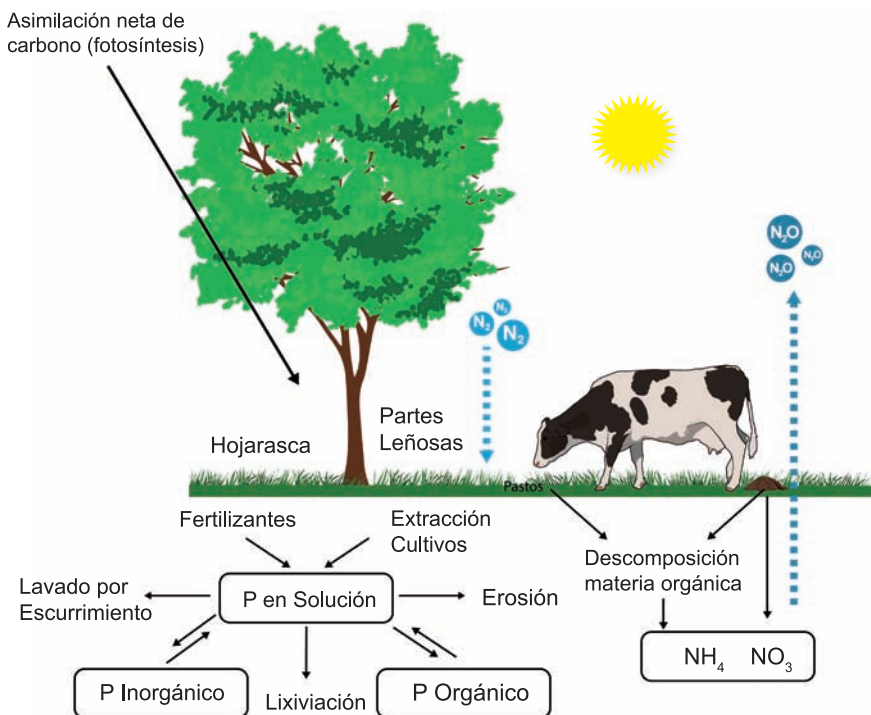 Asimilación neta de
carbono (fotosíntesis)
N₂O
N₂O
N₂O
N₂
N₂
N₂
Partes
Leñosas
Hojarasca
Pastos
Fertilizantes
Extracción
Cultivos
Descomposición
materia orgánica
Lavado por
Escurrimiento
P en Solución
Erosión
NH₄ NO₃
P Inorgánico
Lixiviación
P Orgánico